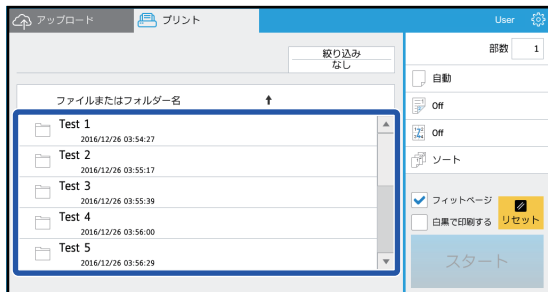 アップロード
プリント
User
絞り込み
なし
部数 1
ファイルまたはフォルダー名
Test 1
2016/12/26 03:54:27
Test 2
2016/12/26 03:55:17
Test 3
2016/12/26 03:55:39
Test 4
2016/12/26 03:56:00
Test 5
2016/12/26 03:56:29
自動
Off
Off
ソート
フィットページ
白黒で印刷する
リセット
スタート